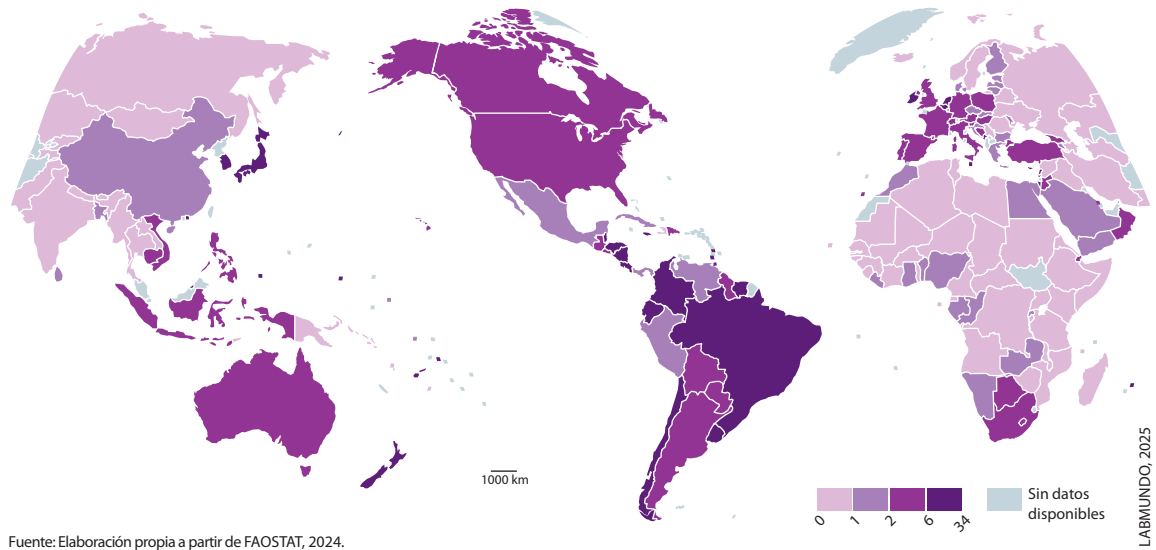 1000 km
0 1 2 6 34
Sin datos
disponibles
LABMUNDO, 2025
Fuente: Elaboración propia a partir de FAOSTAT, 2024.